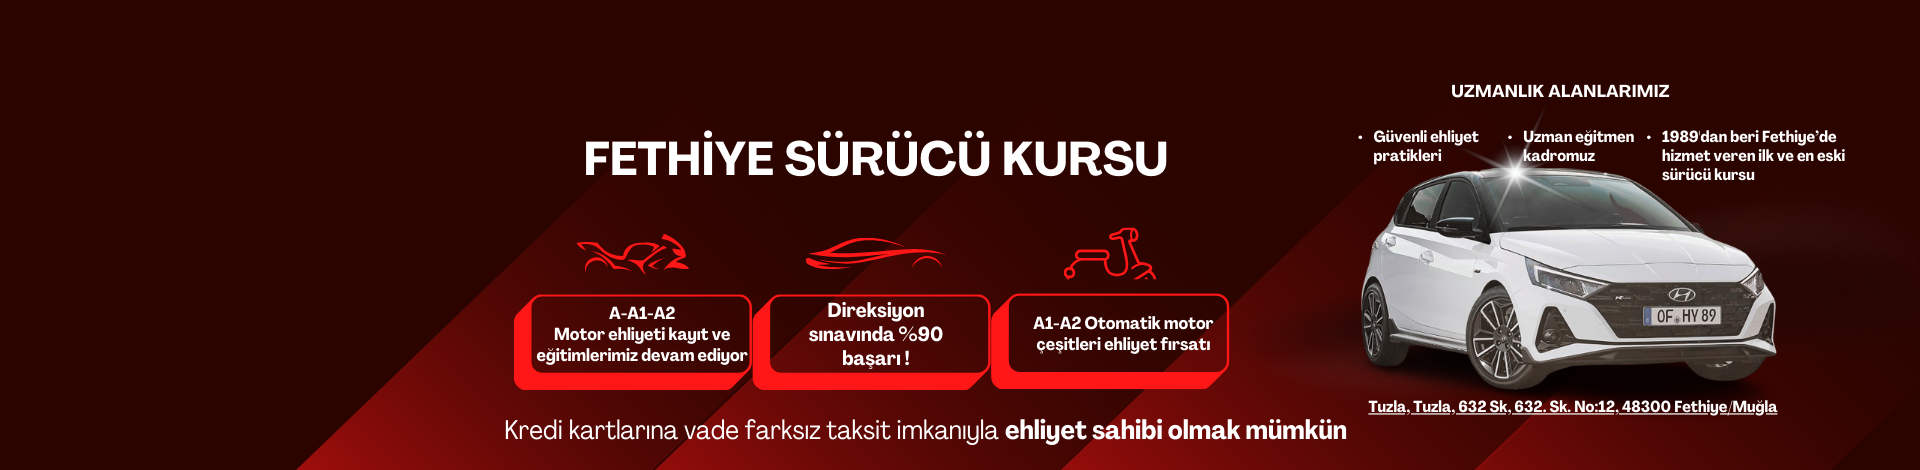 UZMANLIK ALANLARIMIZ
• Güvenli ehliyet
pratikleri
• Uzman eğitmen
kadromuz
• 1989'dan beri Fethiye'de
hizmet veren ilk ve en eski
sürücü kursu
FETHİYE SÜRÜCÜ KURSU
A-A1-A2
Motor ehliyeti kayıt ve
eğitimlerimiz devam ediyor
Direksiyon
sınavında %90
başarı !
A1-A2 Otomatik motor
çeşitleri ehliyet fırsatı
OF HY 89
Tuzla, Tuzla, 632 Sk, 632. Sk. No:12, 48300 Fethiye/Muğla
Kredi kartlarına vade farksız taksit imkanıyla ehliyet sahibi olmak mümkün